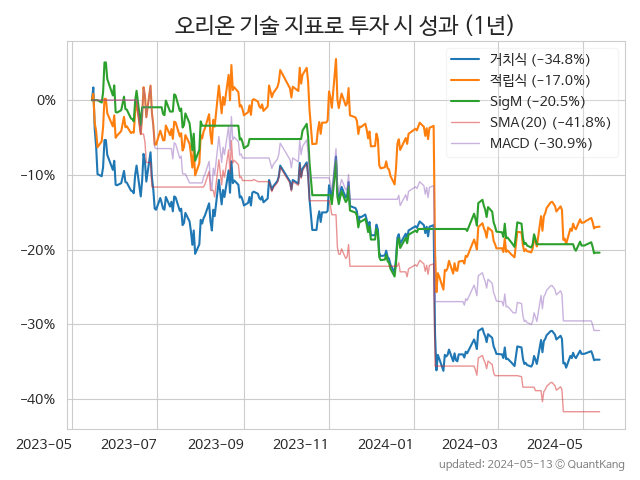 오리온 기술 지표로 투자 시 성과 (1년)
거치식 (−34.8%)
적립식 (−17.0%)
SigM (−20.5%)
SMA(20) (−41.8%)
MACD (−30.9%)
0%
−10%
−20%
−30%
−40%
2023-05 2023-07 2023-09 2023-11 2024-01 2024-03 2024-05
updated: 2024-05-13 © QuantKang